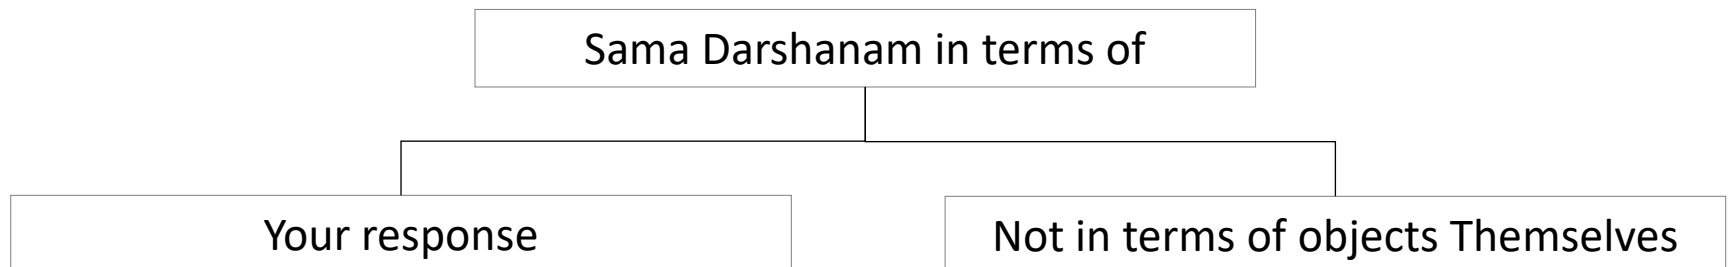 Sama Darshanam in terms of
Your response
Not in terms of objects Themselves